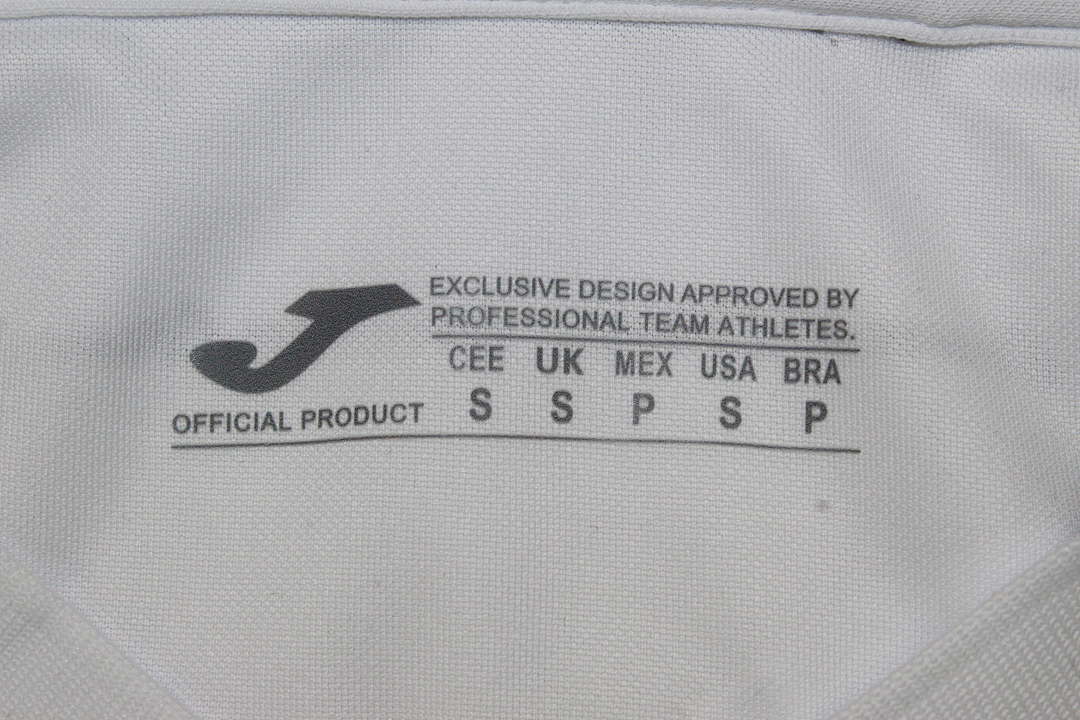 EXCLUSIVE DESIGN APPROVED BY
PROFESSIONAL TEAM ATHLETES.
CEE UK MEX USA BRA
S S P S P
OFFICIAL PRODUCT